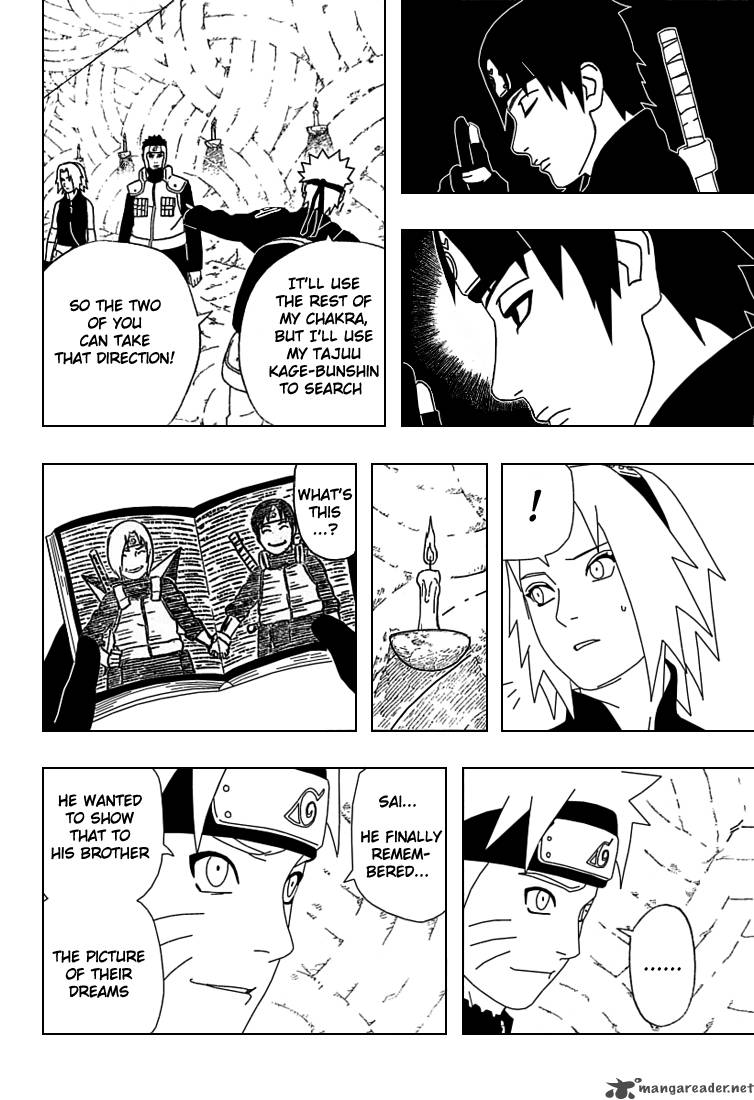 IT'LL USE
THE REST OF
MY CHAKRA,
BUT I'LL USE
MY TAJUU
KAGE-BUNSHIN
TO SEARCH
SO THE TWO
OF YOU
CAN TAKE
THAT DIRECTION!
!
WHAT'S
THIS
...?
......
SAI...
HE FINALLY
REMEM-
BERED...
HE WANTED
TO SHOW
THAT TO
HIS BROTHER
THE PICTURE
OF THEIR
DREAMS
mangareader.net